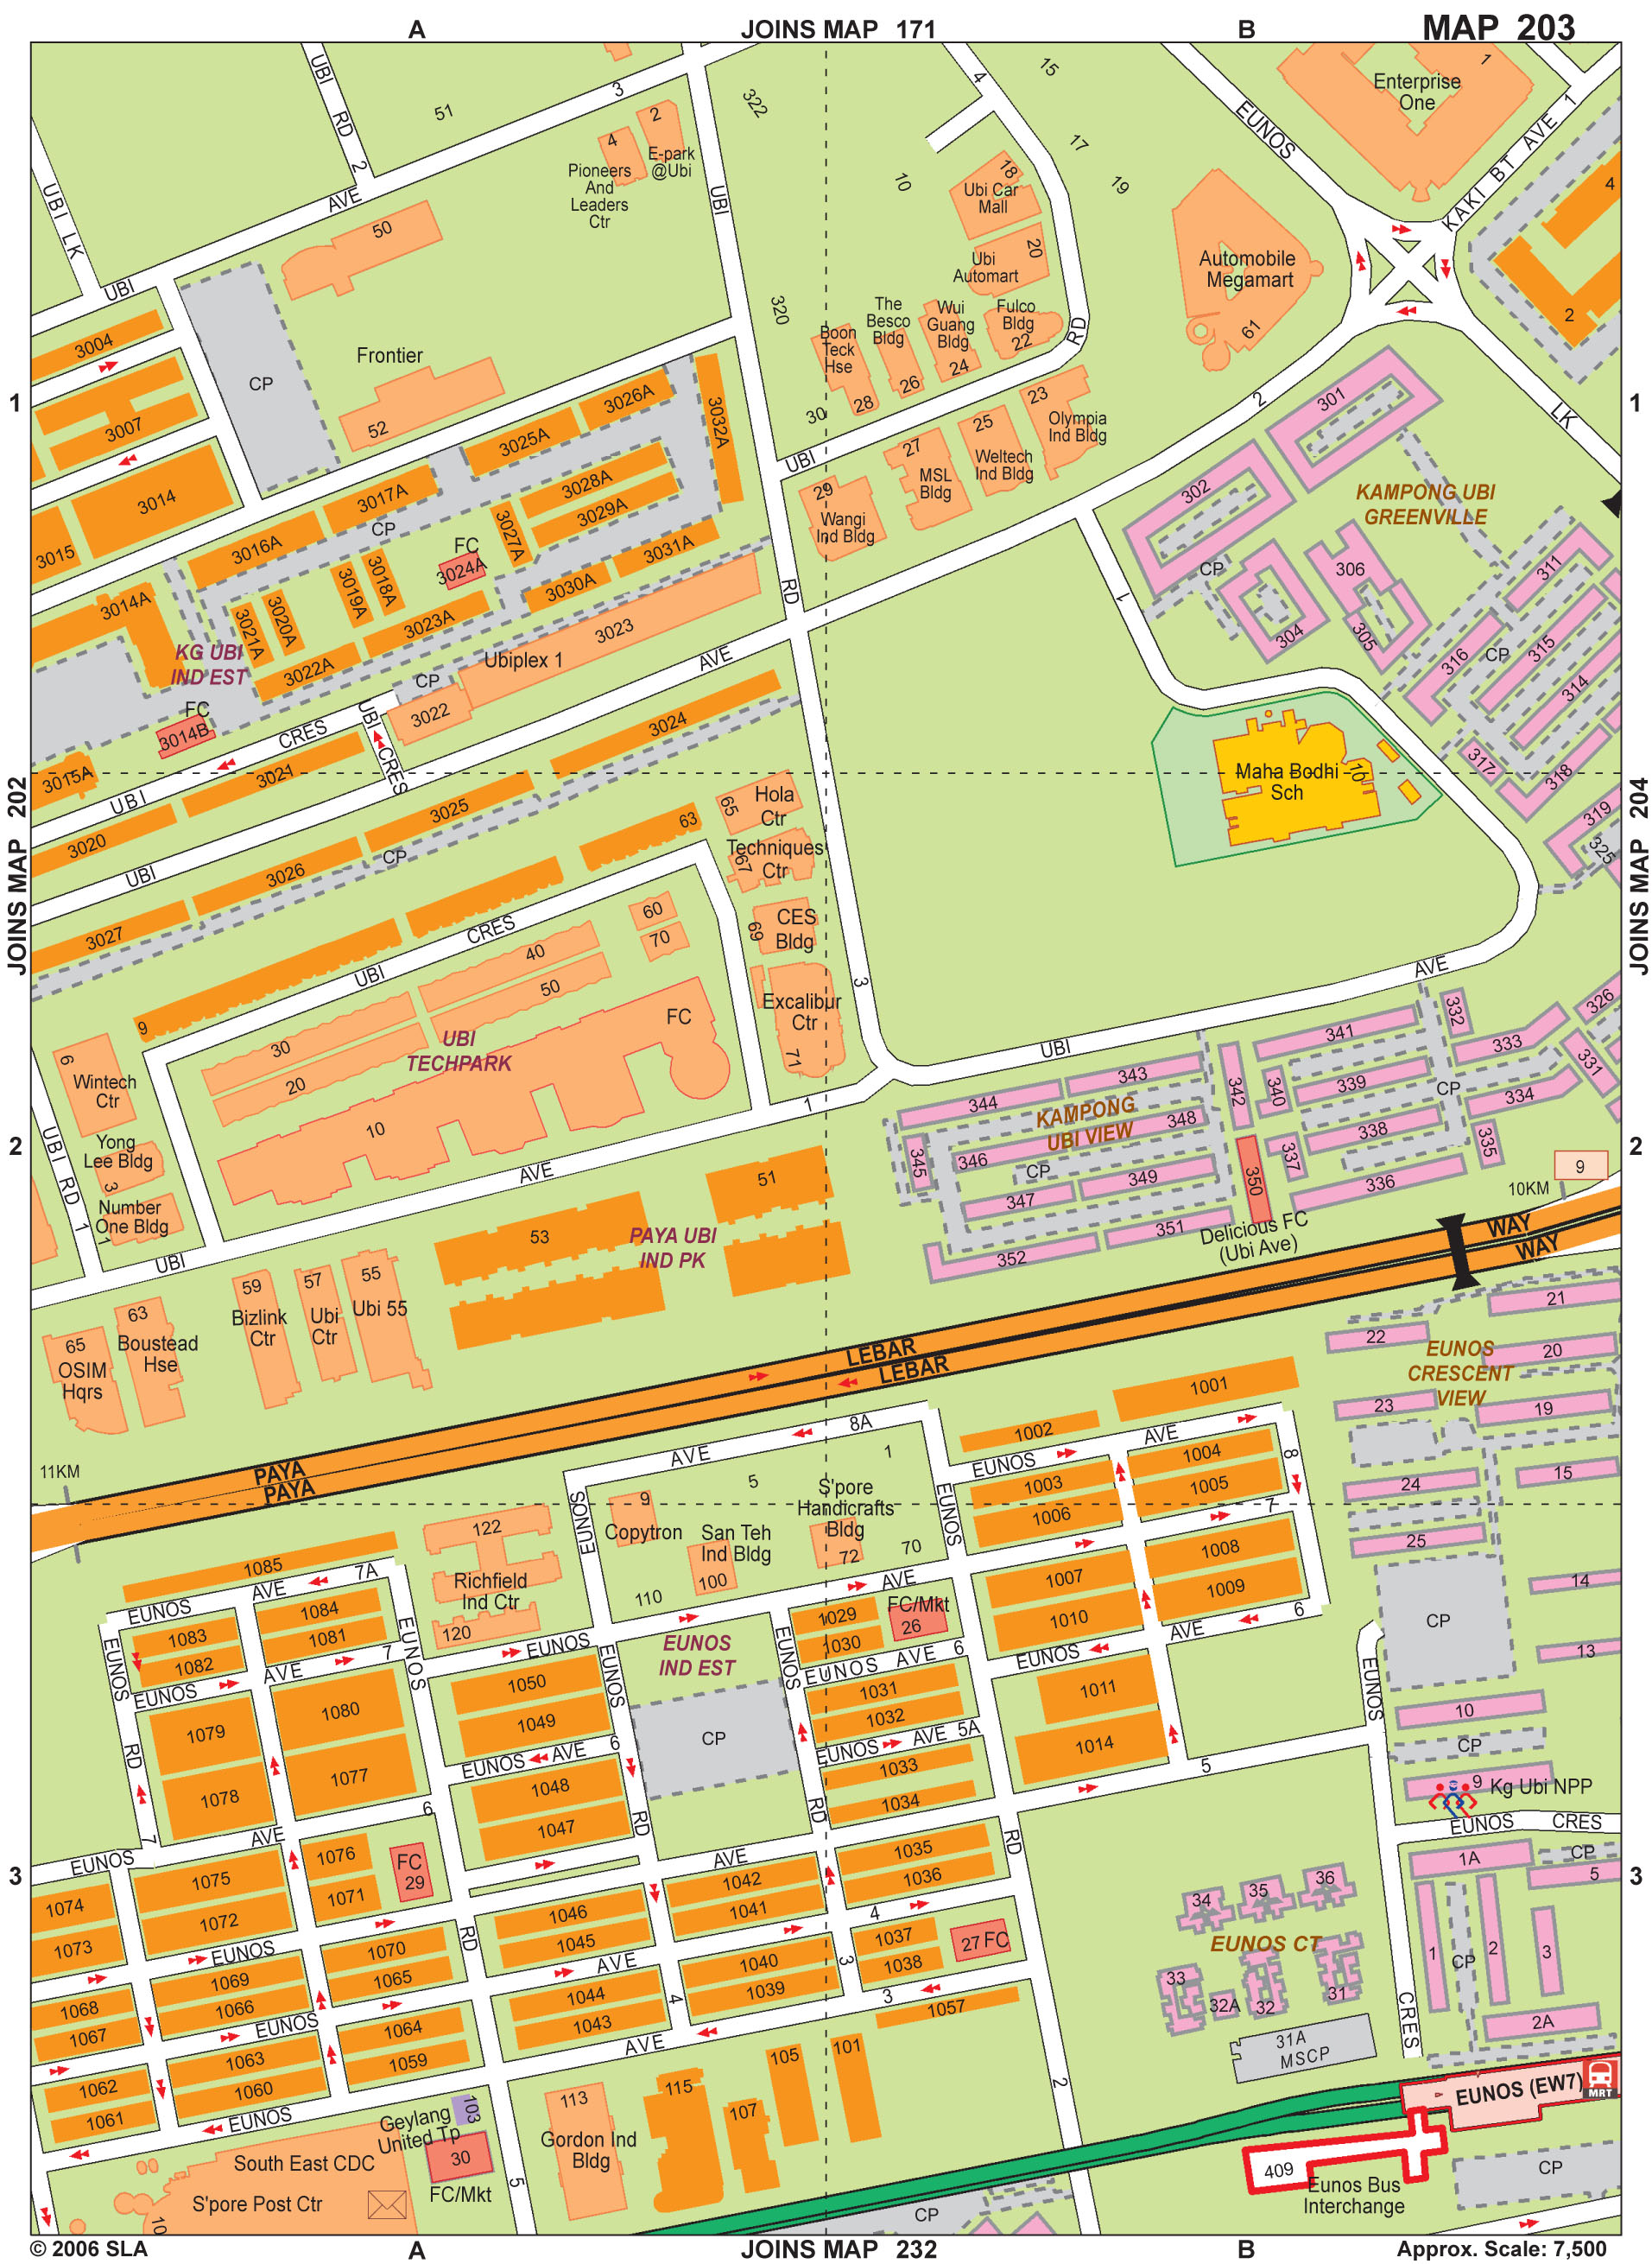 A
JOINS MAP 171
B
MAP 203
UBI RD 2
51
3
4
2
Pioneers
And
Leaders
Ctr
E-park
@Ubi
322
4
15
EUNOS
Enterprise
One
1
KAKI BT AVE 1
17
19
10
UBI LK
AVE
UBI
50
18
Ubi Car
Mall
20
Ubi
Automart
4
2
Automobile
Megamart
61
UBI
320
The
Besco
Bldg
Wui
Guang
Bldg
Fulco
Bldg
22
RD
Boon
Teck
Hse
24
26
28
30
3004
CP
Frontier
52
3007
3026A
3025A
3032A
23
Olympia
Ind Bldg
25
Weltech
Ind Bldg
27
MSL
Bldg
UBI
29
Wangi
Ind Bldg
2
301
LK
1
1
3014
3017A
3028A
3029A
3027A
302
KAMPONG UBI
GREENVILLE
3015
3016A
CP
FC
3024A
3031A
3030A
RD
CP
306
311
3014A
3019A
3018A
3021A
3020A
3023A
3023
1
304
305
316
CP
315
314
KG UBI
IND EST
3022A
Ubiplex 1
AVE
CP
FC
3014B
3022
UBI CRES
CRES
3024
3015A
3021
UBI
Maha Bodhi
Sch
10
317
318
319
325
JOINS MAP 202
JOINS MAP 204
3020
3025
CP
63
65
Hola
Ctr
Techniques
Ctr
67
UBI
3026
3027
CRES
60
70
CES
Bldg
69
40
50
UBI
3
AVE
Excalibur
Ctr
71
FC
9
UBI
TECHPARK
30
20
10
UBI
341
332
326
333
331
6
Wintech
Ctr
343
344
342
340
339
CP
334
KAMPONG
UBI VIEW
348
338
1
UBI RD 1
Yong
Lee Bldg
3
Number
One Bldg
1
AVE
345
346
CP
347
349
337
335
350
336
9
10KM
2
2
51
351
Delicious FC
(Ubi Ave)
352
53
PAYA UBI
IND PK
UBI
WAY
WAY
59
Bizlink
Ctr
57
Ubi
Ctr
55
Ubi 55
63
Boustead
Hse
65
OSIM
Hqrs
21
22
20
EUNOS
CRESCENT
VIEW
LEBAR
LEBAR
1001
23
19
8A
AVE
1002
AVE
EUNOS
1004
1003
1005
8
7
24
15
11KM
PAYA
PAYA
1
5
EUNOS
9
Copytron
S'pore
Handicrafts
Bldg
72
70
San Teh
Ind Bldg
100
110
EUNOS
1006
25
122
Richfield
Ind Ctr
120
1085
AVE 7A
EUNOS
1084
1083
1081
1082
7
AVE
EUNOS
AVE
FC/Mkt
26
1029
1030
1007
1008
1009
1010
6
AVE
EUNOS
14
CP
13
EUNOS
EUNOS
EUNOS
EUNOS
EUNOS
IND EST
EUNOS
EUNOS AVE 6
1031
1032
1011
EUNOS
1050
1049
1080
1079
RD
EUNOS AVE 6
CP
EUNOS AVE 5A
1014
10
CP
1077
1078
1048
1047
1033
1034
5
9
Kg Ubi NPP
EUNOS CRES
6
AVE
EUNOS
7
RD
RD
RD
AVE
1035
1036
1A
CP
5
1076
FC
29
1071
1075
1072
1074
1073
1042
1041
1046
1045
3
3
34
35
36
EUNOS CT
RD
4
1037
1038
27 FC
EUNOS
1070
1065
1069
1066
AVE
3
1040
1039
33
32A
32
31
1
CP
2
3
1068
1067
EUNOS
1064
1059
1044
1043
4
3
1057
AVE
CRES
2A
31A
MSCP
1063
1060
1062
1061
EUNOS
Geylang
United Tp
103
30
FC/Mkt
113
Gordon Ind
Bldg
115
107
105
101
2
EUNOS (EW7)
MRT
South East CDC
S'pore Post Ctr
10
5
409
Eunos Bus
Interchange
CP
CP
© 2006 SLA
A
JOINS MAP 232
B
Approx. Scale: 7,500